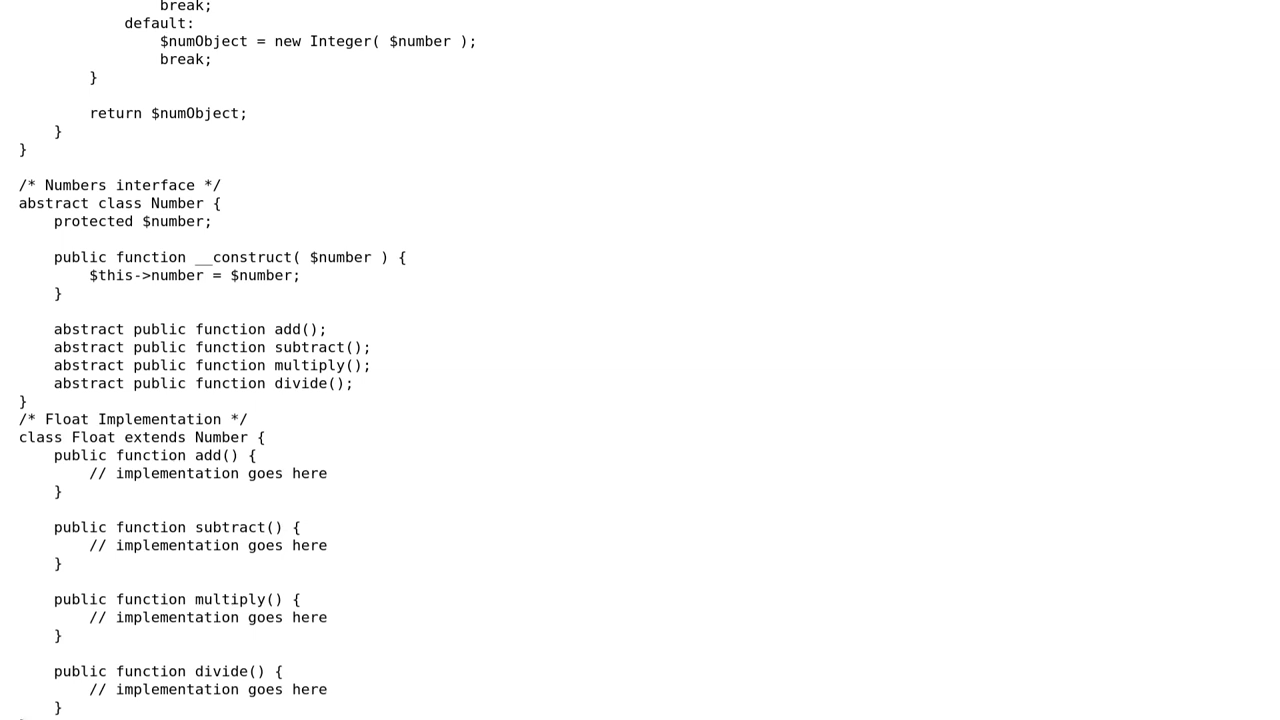 break;
            default:
                $numObject = new Integer( $number );
                break;
        }

        return $numObject;
    }
}

/* Numbers interface */
abstract class Number {
    protected $number;

    public function __construct( $number ) {
        $this->number = $number;
    }

    abstract public function add();
    abstract public function subtract();
    abstract public function multiply();
    abstract public function divide();
}
/* Float Implementation */
class Float extends Number {
    public function add() {
        // implementation goes here
    }

    public function subtract() {
        // implementation goes here
    }

    public function multiply() {
        // implementation goes here
    }

    public function divide() {
        // implementation goes here
    }